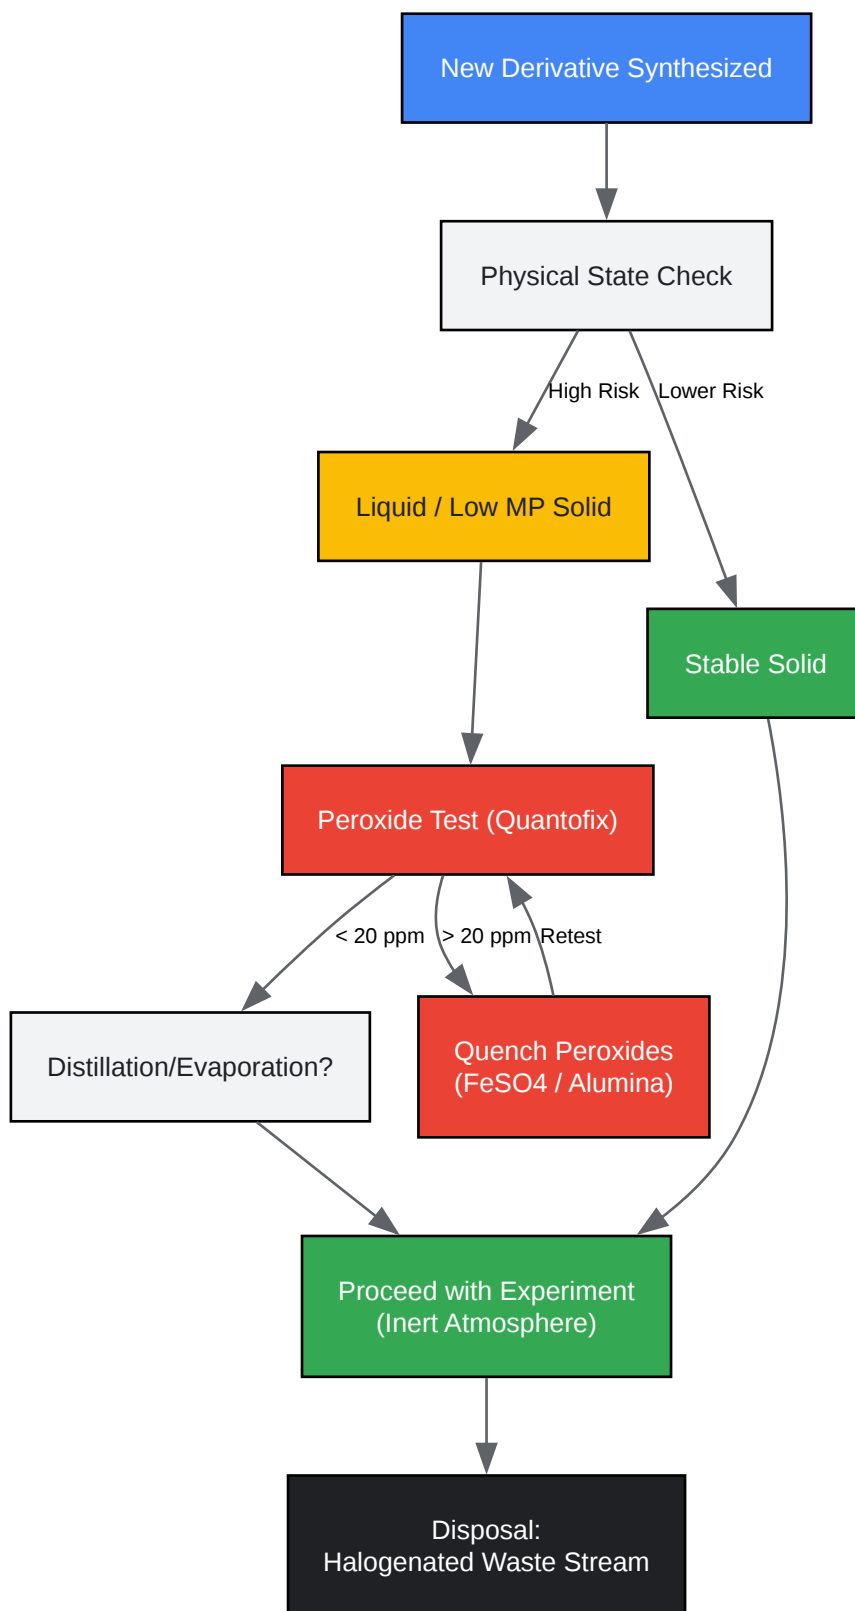 New Derivative Synthesized
Physical State Check
High Risk
Lower Risk
Liquid / Low MP Solid
Stable Solid
Peroxide Test (Quantofix)
< 20 ppm
> 20 ppm
Retest
Distillation/Evaporation?
Quench Peroxides
(FeSO4 / Alumina)
Proceed with Experiment
(Inert Atmosphere)
Disposal:
Halogenated Waste Stream